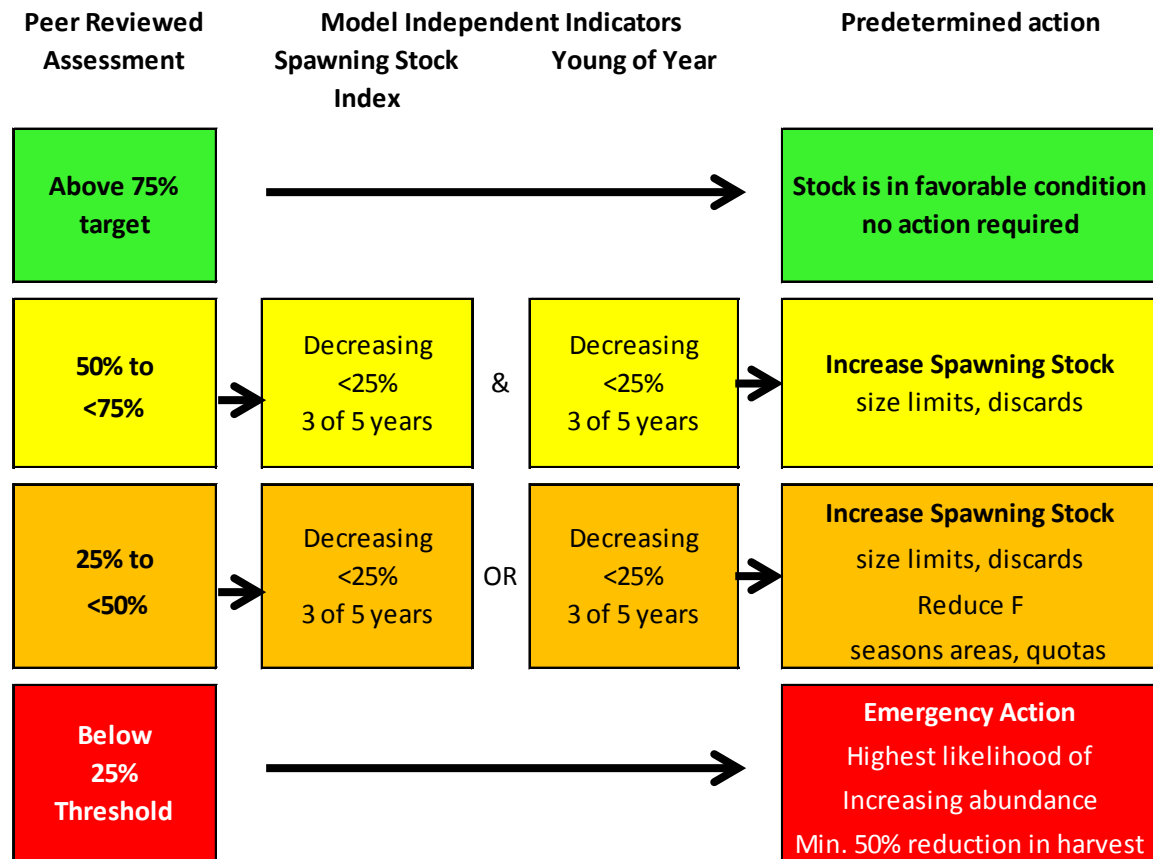 Peer Reviewed
Assessment
Model Independent Indicators
Spawning Stock
Index
Young of Year
Predetermined action
Above 75%
target
Stock is in favorable condition
no action required
50% to
<75%
Decreasing
<25%
3 of 5 years
&
Decreasing
<25%
3 of 5 years
Increase Spawning Stock
size limits, discards
25% to
<50%
Decreasing
<25%
3 of 5 years
OR
Decreasing
<25%
3 of 5 years
Increase Spawning Stock
size limits, discards
Reduce F
seasons areas, quotas
Below
25%
Threshold
Emergency Action
Highest likelihood of
Increasing abundance
Min. 50% reduction in harvest